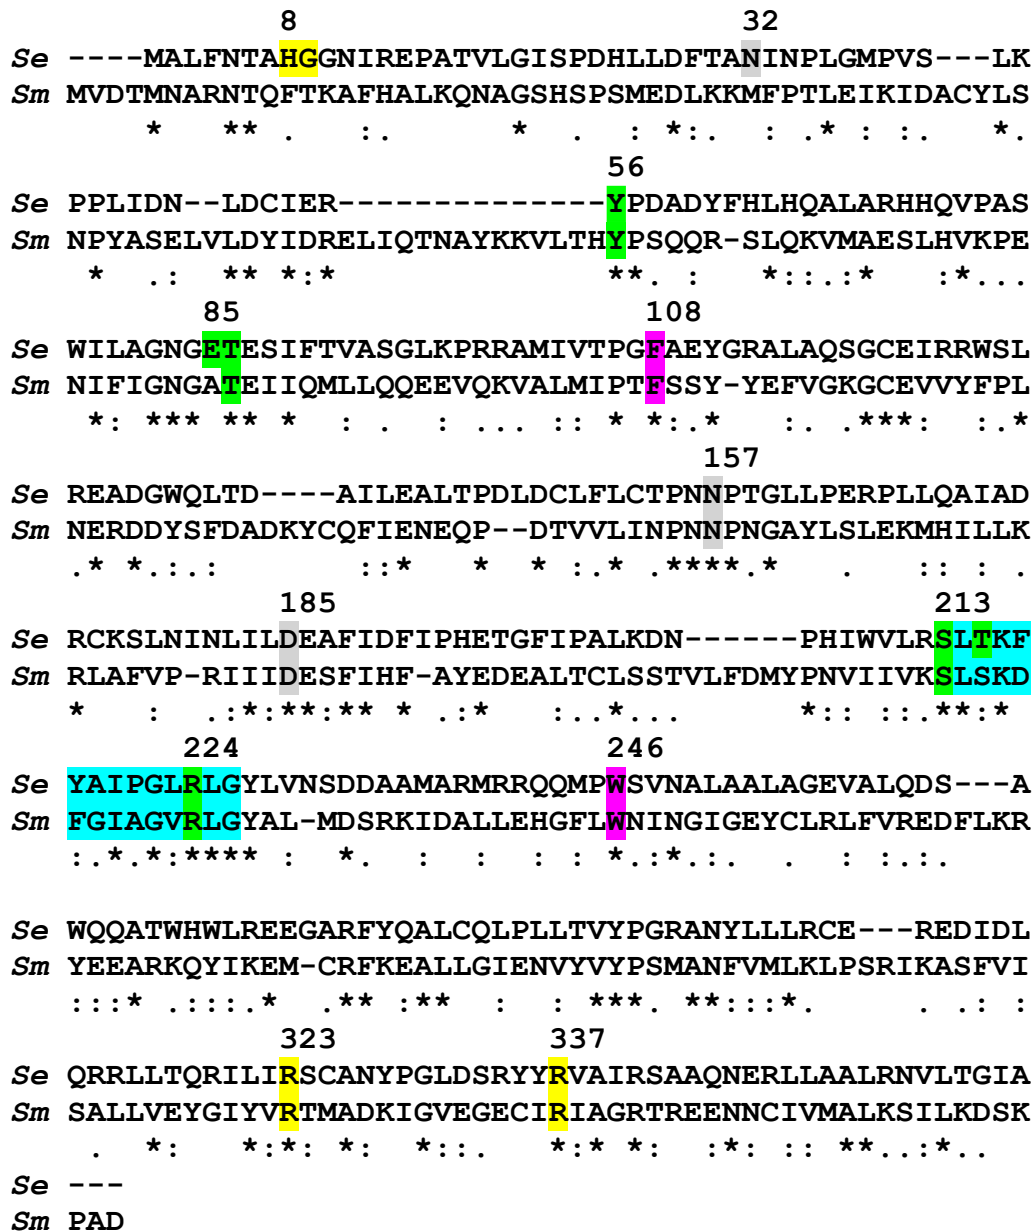 8 32
Se ----MALFNTAHGGNIREPATVLGISPDHLLDFTANINPLGMPVS---LK
Sm MVDTMNARNTQFTKAFHALKQNAGSHSPSMEDLKKMFPTLEIKIDACYLS
* ** . :. * . : *:. : .* : :. *.
56
Se PPLIDN--LDCIER---------------YPDADYFHLHQALARHHQVPAS
Sm NPYASELVLDYIDRELIQTNAYKKVLTHYPSQQR-SLQKVMAESLHVKPE
* .: ** *:* **. : *::.:* :*...
85 108
Se WILAGNGETESIFTVASGLKPRRAMIVTPGFAEYGRALAQSGCEIRRWSL
Sm NIFIGNGATEIIQMLLQQEEVQKVALMIPTFSSY-YEFVGKGCEVVYFPL
*: *** ** * : . : ... :: * *:.* :. .***: :.*
157
Se READGWQLTD----AILEALTPDLDCLFLCTPNNPTGLLPERPLLQAIAD
Sm NERDDYSFDADKYCQFIENEQP--DTVVLINPNNPNGAYLSLEKMHILLK
.* *.:.: ::* * * :.* .****.* . :: : .
185 213
Se RCKSLNINLILDEAFIDFIPHETGFIPALKDN------PHIWVLRSLTKF
Sm RLAFVP-RIIIDESFIHF-AYEDEALTCLSSTVLFDMYPNVIIVKSLSKD
* : .:*:**:** * .:* :..*... *:: ::.:**:*
224 246
Se YAIPGLRLGYLVNSDDAAMARMRRQQMPWSVNALAALAGEVALQDS---A
Sm FGIAGVRLGYAL-MDSRKIDALLEHGFLWNINGIGEYCLRLFVREDFLKR
:.*.*:**** : *. : : : *.:*.:. . : :.:.
Se WQQATWHWLREEGARFYQALCQLPLLTVYPGRANYLLLRCE---REDIDL
Sm YEEARKQYIKEM-CRFKEALLGIENVYVYPSMANFVMLKLPSRIKASFVI
:::* .:::.* .** :** : : ***. **:::*. . .: :
323 337
Se QRRLLTQRILIRSCANYPGLDSRYYRVAIRSAAQNERLLAALRNVLTGIA
Sm SALLVEYGIYVRTMADKIGVEGECIRIAGRTREENNCIVMALKSILKDSK
. *: *:*: *: *::. *:* *: :*: :: **..:*..
Se ---
Sm PAD